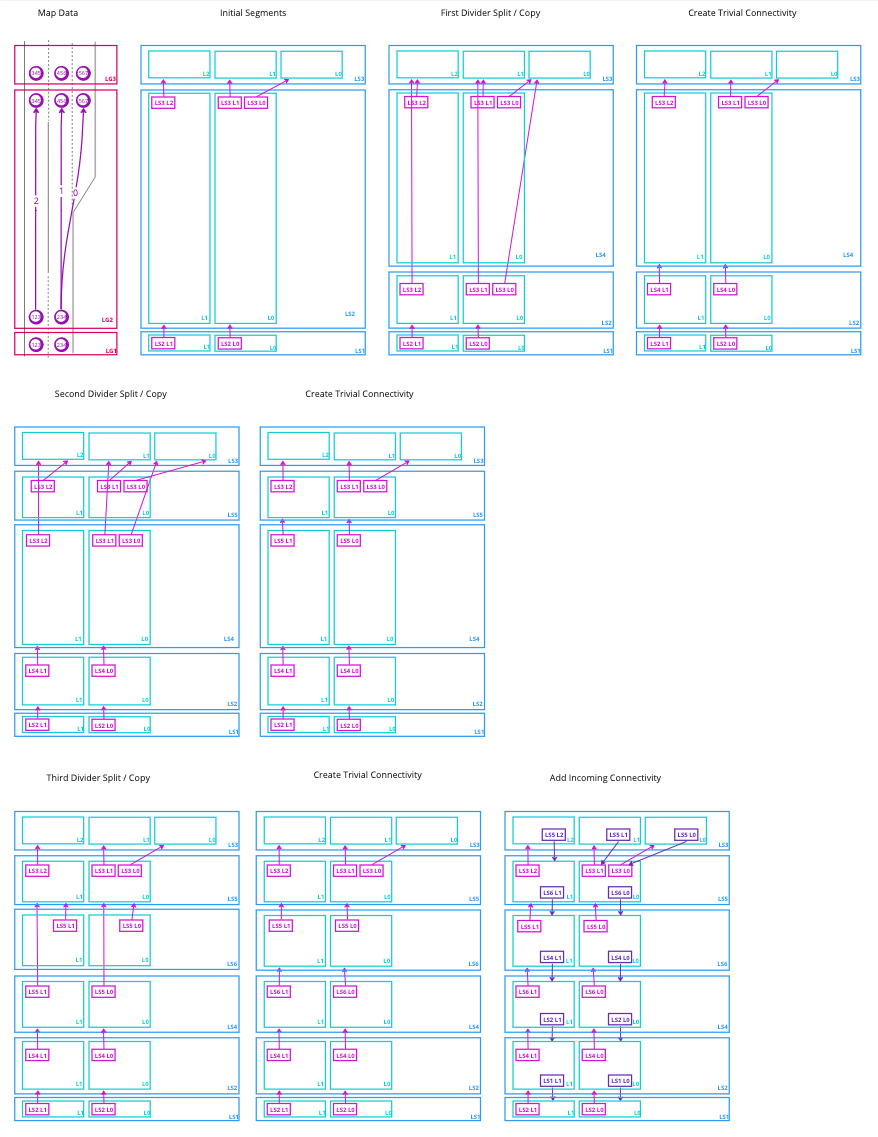 Map Data
Initial Segments
First Divider Split / Copy
Create Trivial Connectivity
345 456 567
LG3
345 456 567
2
1
0
123 234
LG2
123 234
LG1
L2
L1
L0
LS3
LS3 L2
LS3 L1
LS3 L0
L1
L0
LS2
LS2 L1
LS2 L0
L1
L0
LS1
L2
L1
L0
LS3
LS3 L2
LS3 L1
LS3 L0
L1
L0
LS4
LS3 L2
LS3 L1
LS3 L0
L1
L0
LS2
LS2 L1
LS2 L0
L1
L0
LS1
L2
L1
L0
LS3
LS3 L2
LS3 L1
LS3 L0
L1
L0
LS4
LS4 L1
LS4 L0
L1
L0
LS2
LS2 L1
LS2 L0
L1
L0
LS1
Second Divider Split / Copy
Create Trivial Connectivity
L2
L1
L0
LS3
LS3 L2
LS3 L1
LS3 L0
L1
L0
LS5
LS3 L2
LS3 L1
LS3 L0
L1
L0
LS4
LS4 L1
LS4 L0
L1
L0
LS2
LS2 L1
LS2 L0
L1
L0
LS1
L2
L1
L0
LS3
LS3 L2
LS3 L1
LS3 L0
L1
L0
LS5
LS5 L1
LS5 L0
L1
L0
LS4
LS4 L1
LS4 L0
L1
L0
LS2
LS2 L1
LS2 L0
L1
L0
LS1
Third Divider Split / Copy
Create Trivial Connectivity
Add Incoming Connectivity
L2
L1
L0
LS3
LS3 L2
LS3 L1
LS3 L0
L1
L0
LS5
LS5 L1
LS5 L0
L1
L0
LS6
LS5 L1
LS5 L0
L1
L0
LS4
LS4 L1
LS4 L0
L1
L0
LS2
LS2 L1
LS2 L0
L1
L0
LS1
L2
L1
L0
LS3
LS3 L2
LS3 L1
LS3 L0
L1
L0
LS5
LS5 L1
LS5 L0
L1
L0
LS6
LS6 L1
LS6 L0
L1
L0
LS4
LS4 L1
LS4 L0
L1
L0
LS2
LS2 L1
LS2 L0
L1
L0
LS1
LS5 L2
LS5 L1
LS5 L0
L2
L1
L0
LS3
LS3 L2
LS3 L1
LS3 L0
LS6 L1
LS6 L0
L1
L0
LS5
LS5 L1
LS5 L0
LS4 L1
LS4 L0
L1
L0
LS6
LS6 L1
LS6 L0
LS2 L1
LS2 L0
L1
L0
LS4
LS4 L1
LS4 L0
LS1 L1
LS1 L0
L1
L0
LS2
LS2 L1
LS2 L0
L1
L0
LS1